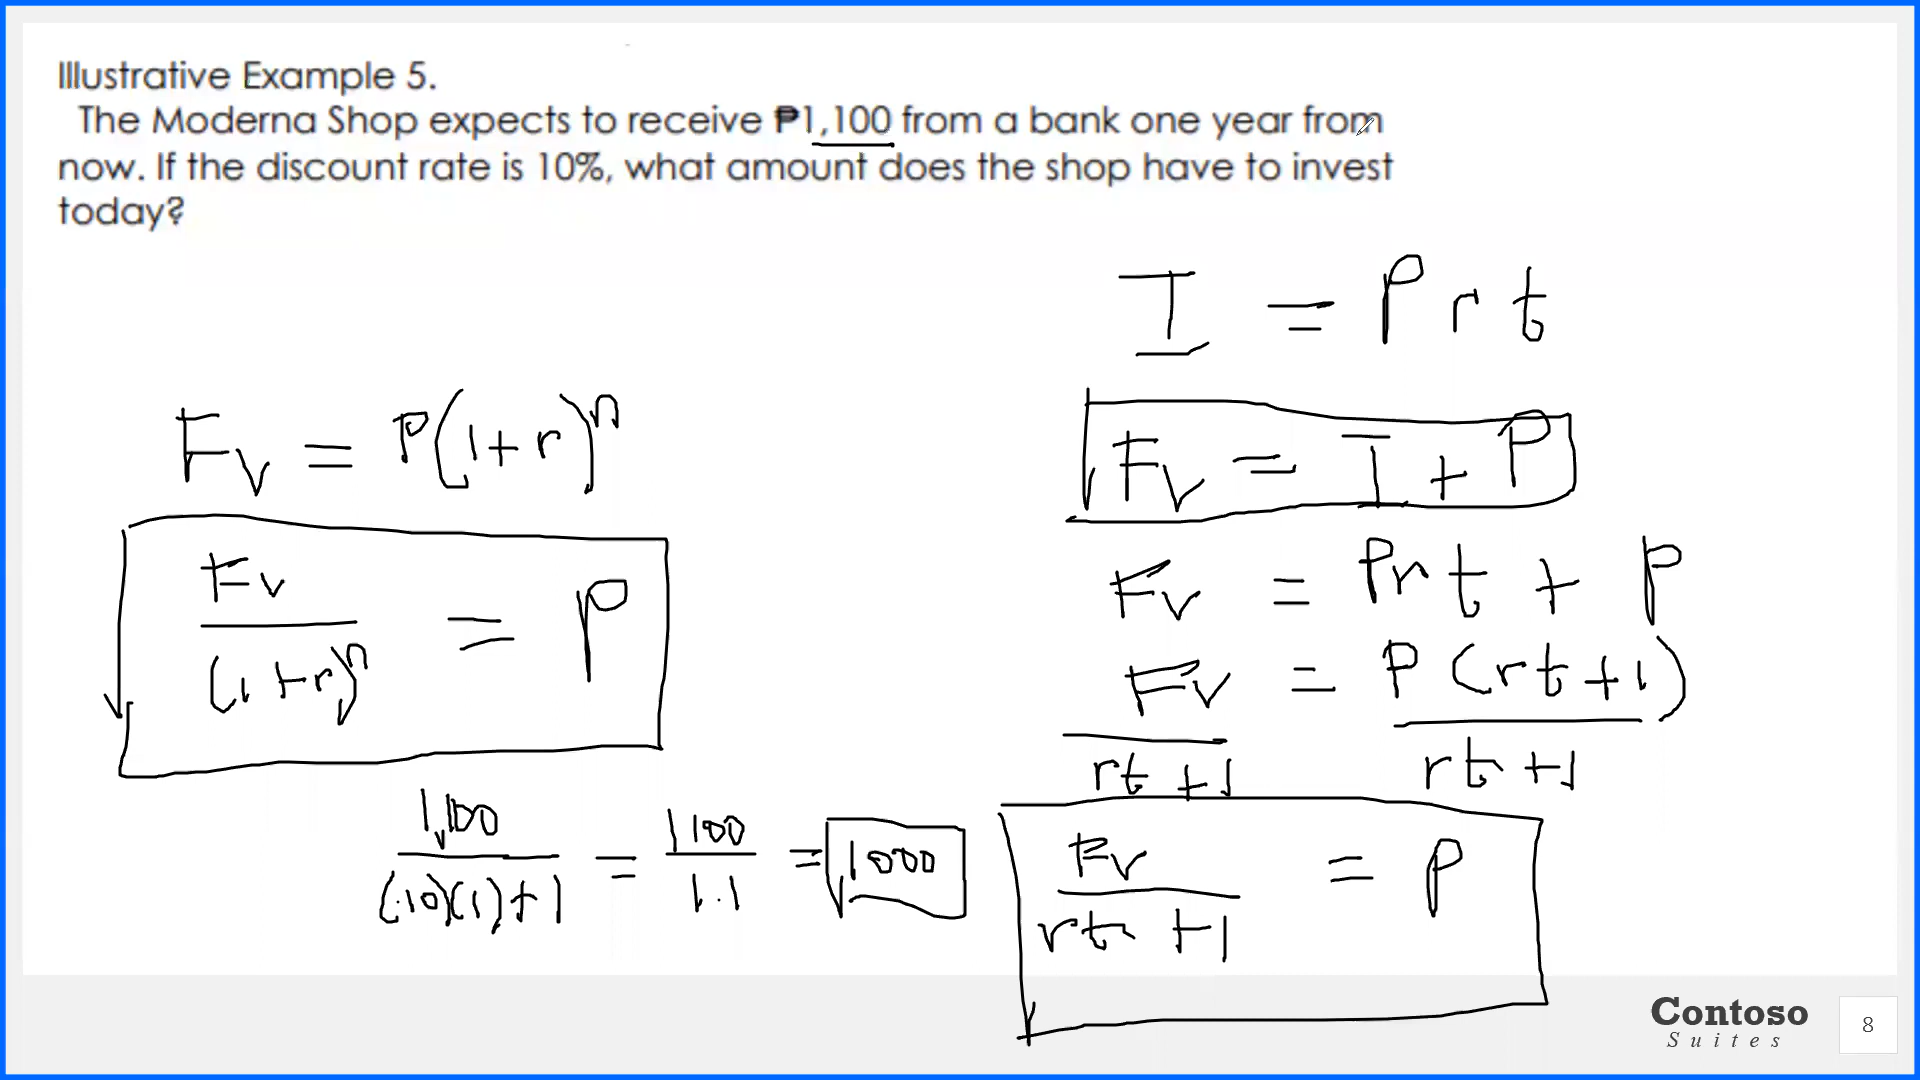 Illustrative Example 5.
The Moderna Shop expects to receive ₱1,100 from a bank one year from
now. If the discount rate is 10%, what amount does the shop have to invest
today?
I = Prt
Fv = P(1+r)^n
Fv = I + P
Fv / (1+r)^n = P
Fv = Prt + P
Fv / rt+1 = P(rt+1) / rt+1
1,100 / (.10)(1)+1 = 1100 / 1.1 = 1,000
Fv / rt+1 = P
Contoso
Suites
8